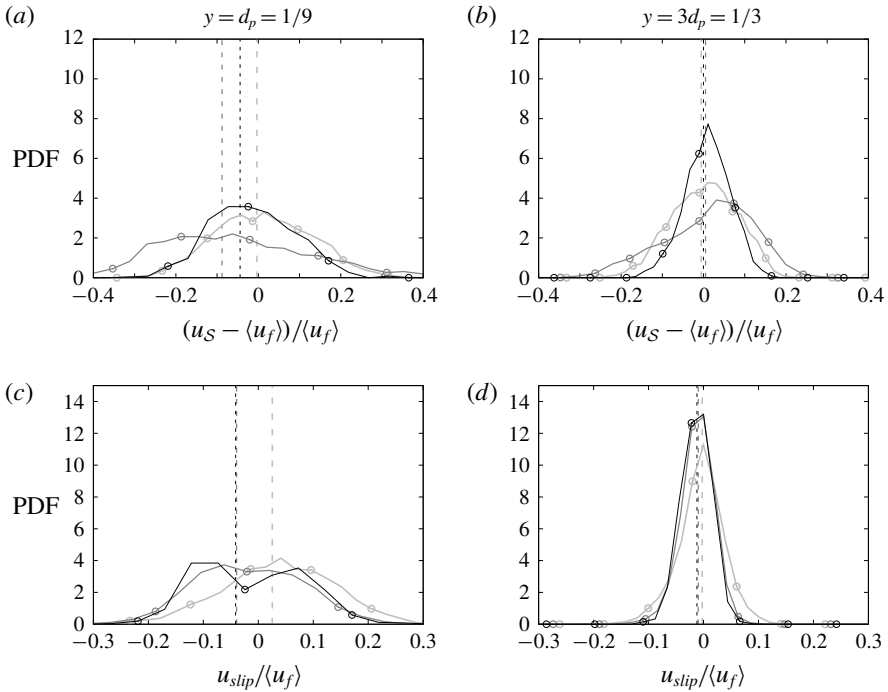 (a) y = d_p = 1/9
(b) y = 3d_p = 1/3
12
10
8
PDF 6
4
2
0
−0.4 −0.2 0 0.2 0.4
(u_S − ⟨u_f⟩)/⟨u_f⟩
12
10
8
6
4
2
0
−0.4 −0.2 0 0.2 0.4
(u_S − ⟨u_f⟩)/⟨u_f⟩
(c)
14
12
10
8
PDF
6
4
2
0
−0.3 −0.2 −0.1 0 0.1 0.2 0.3
u_slip/⟨u_f⟩
(d)
14
12
10
8
6
4
2
0
−0.3 −0.2 −0.1 0 0.1 0.2 0.3
u_slip/⟨u_f⟩